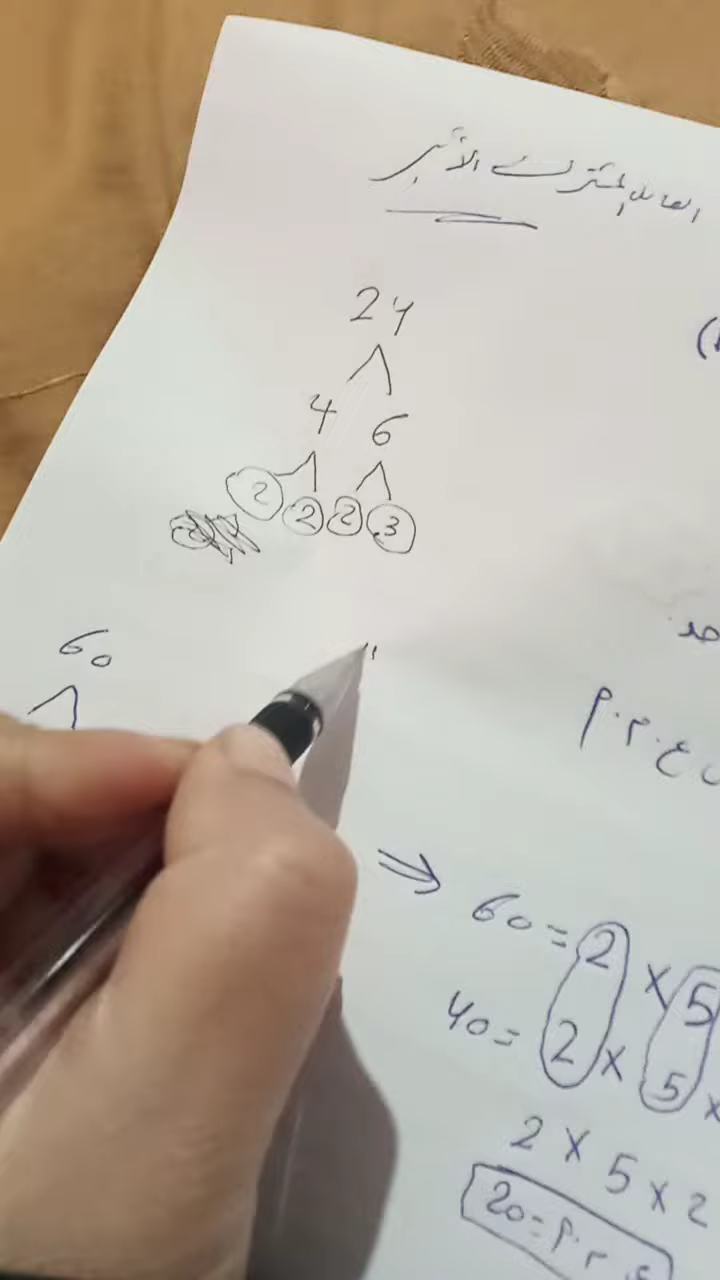 العامل المشترك الأكبر
24
4 6
2 2 2 3
60
ع.م.م
⇒ 60 = 2 × 5
40 = 2 × 5 ×
2 × 5 × 2
20 = م.م.ع